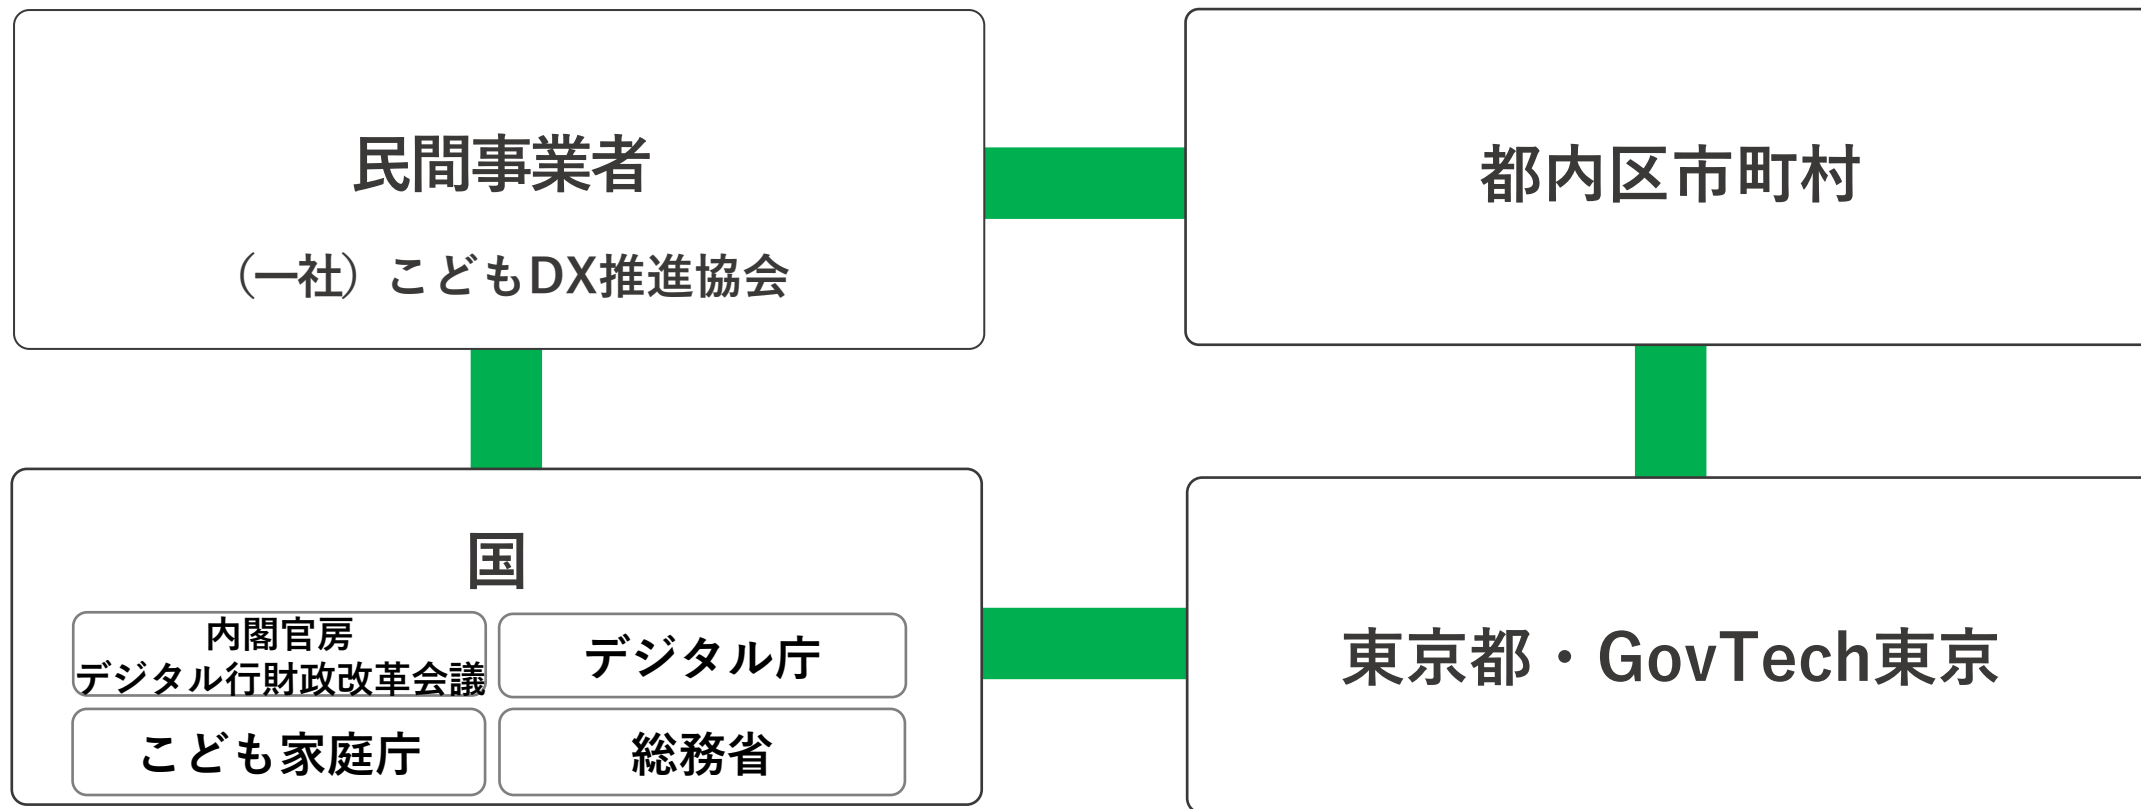 民間事業者
（一社）こどもDX推進協会
都内区市町村
国
内閣官房
デジタル行財政改革会議
デジタル庁
こども家庭庁
総務省
東京都・GovTech東京